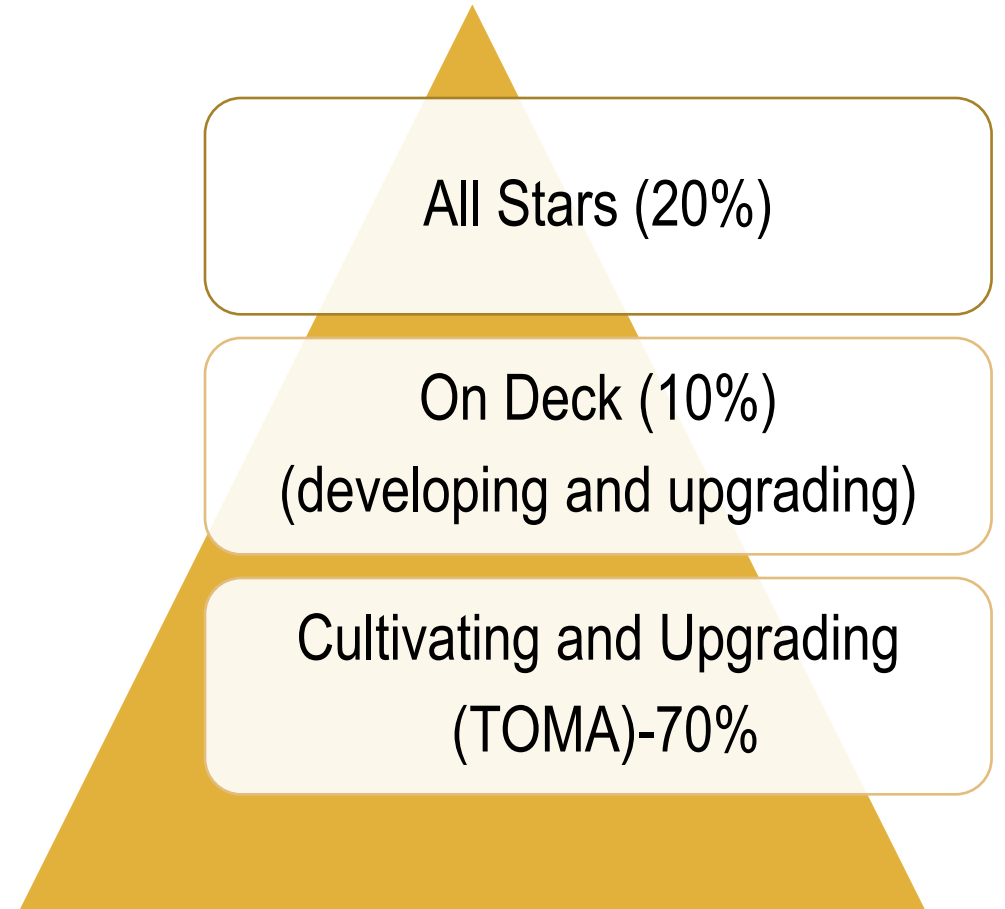 All Stars (20%)
On Deck (10%)
(developing and upgrading)
Cultivating and Upgrading
(TOMA)-70%